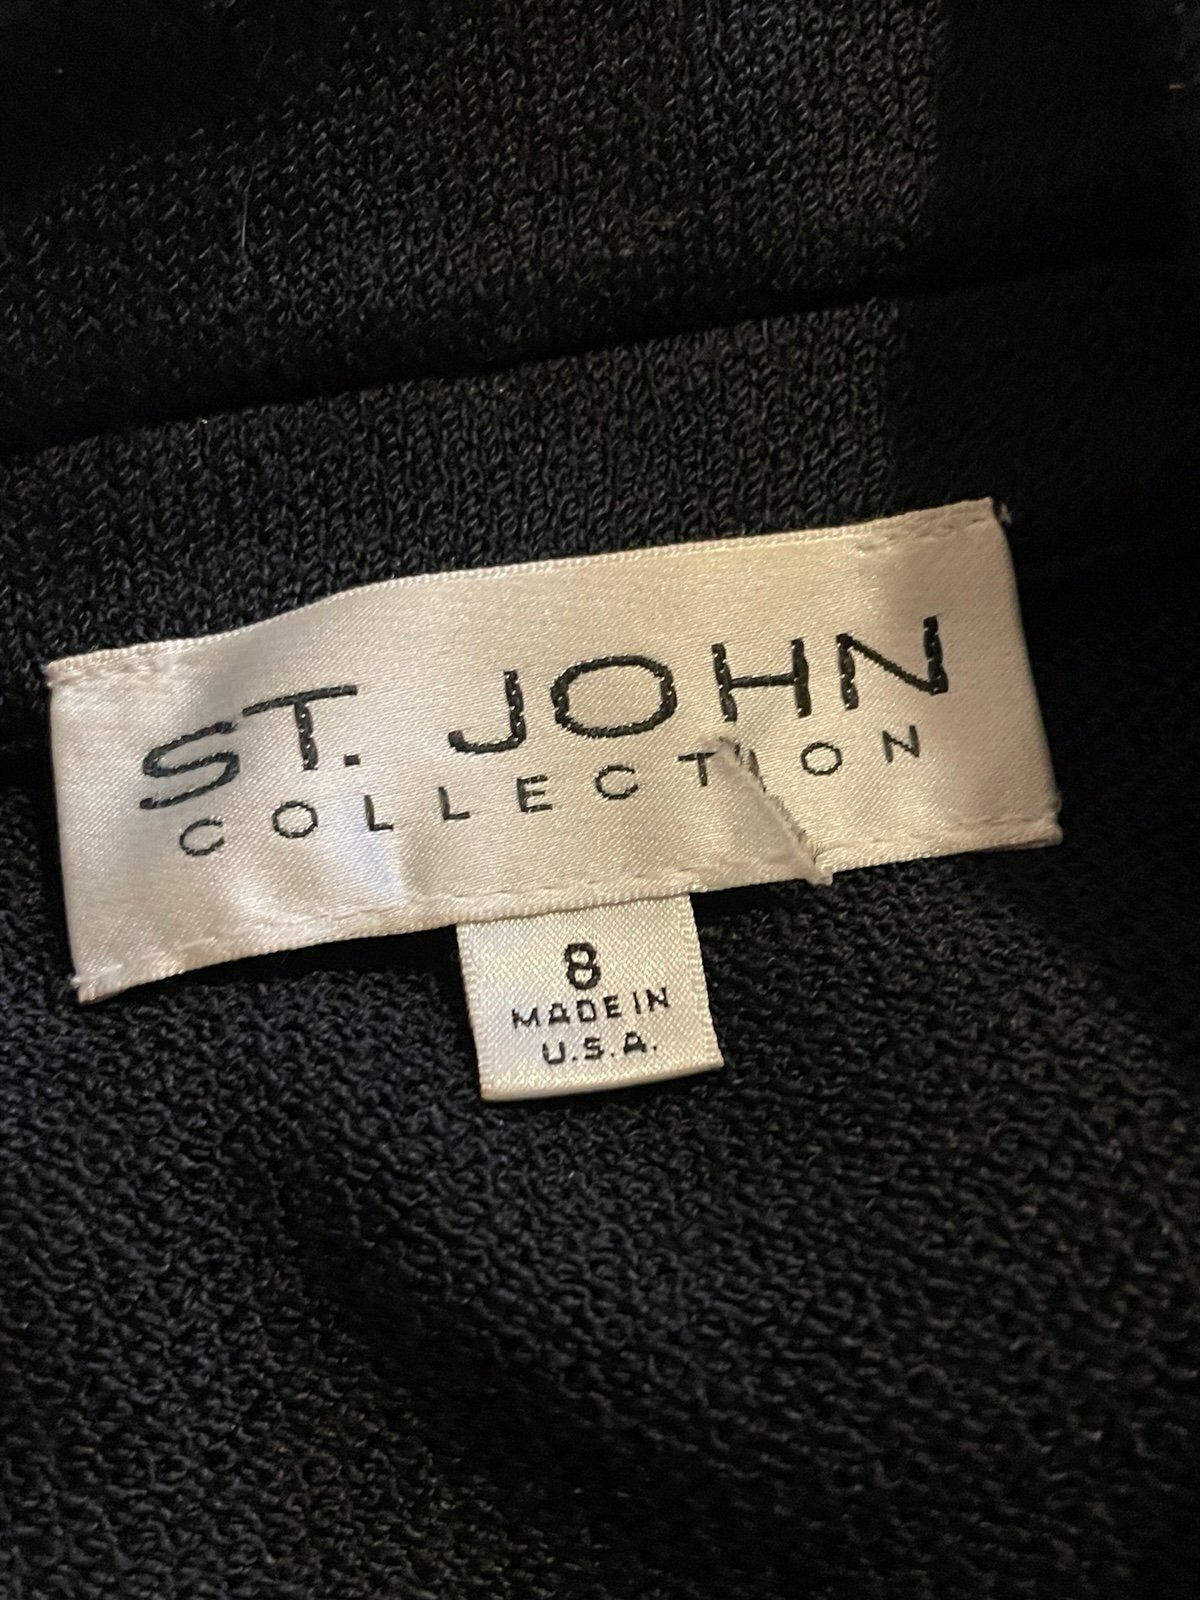 ST. JOHN
COLLECTION
8
MADE IN
U.S.A.